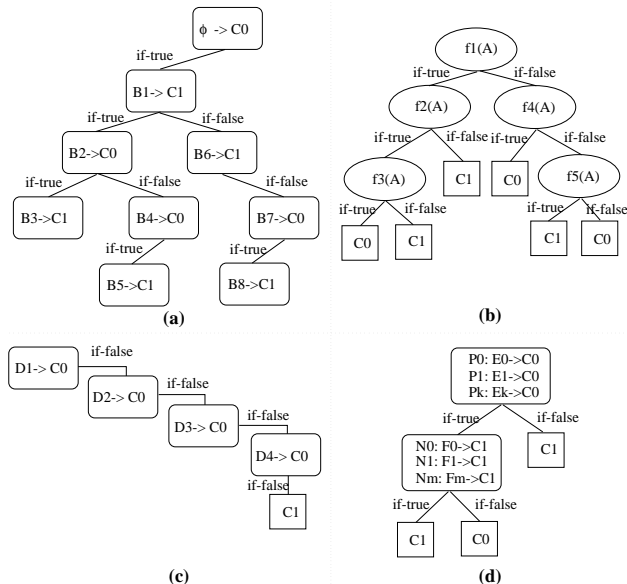 ϕ -> C0
if-true
B1-> C1
if-true
if-false
B2->C0
B6->C1
if-true
if-false
if-false
B3->C1
B4->C0
B7->C0
if-true
if-true
B5->C1
B8->C1
(a)
f1(A)
if-true
if-false
f2(A)
f4(A)
if-true
if-false
if-true
if-false
f3(A)
C1
C0
f5(A)
if-true
if-false
if-true
if-false
C0
C1
C1
C0
(b)
D1-> C0
if-false
D2-> C0
if-false
D3-> C0
if-false
D4-> C0
if-false
C1
(c)
P0: E0->C0
P1: E1->C0
Pk: Ek->C0
if-true
if-false
N0: F0->C1
N1: F1->C1
Nm: Fm->C1
C1
if-true
if-false
C1
C0
(d)